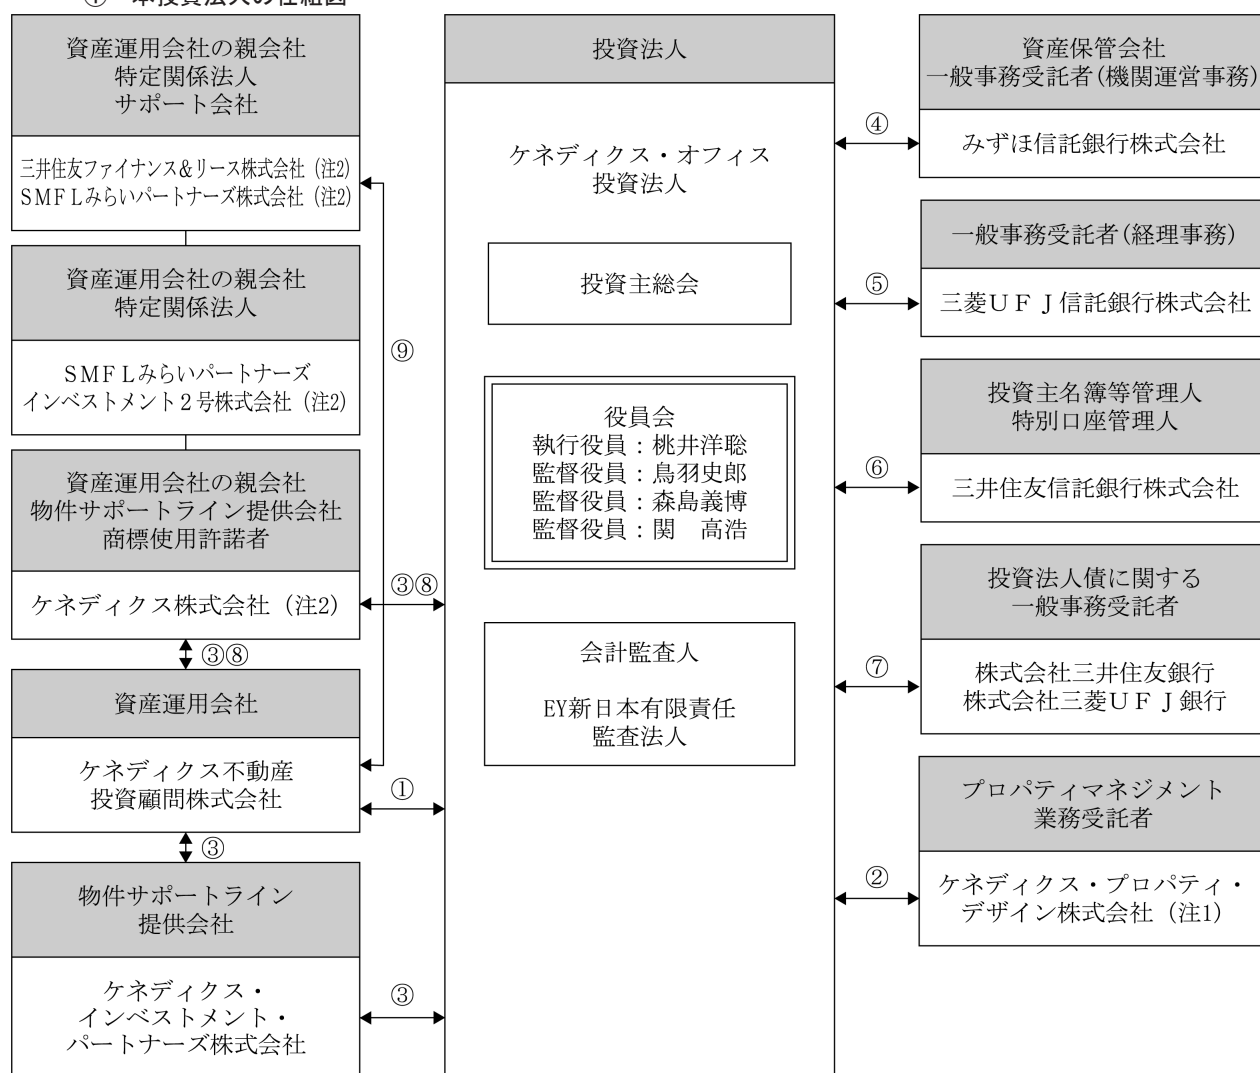 資産運用会社の親会社
特定関係法人
サポート会社
三井住友ファイナンス&リース株式会社（注2）
ＳＭＦＬみらいパートナーズ株式会社（注2）
資産運用会社の親会社
特定関係法人
ＳＭＦＬみらいパートナーズ
インベストメント２号株式会社（注2）
資産運用会社の親会社
物件サポートライン提供会社
商標使用許諾者
ケネディクス株式会社（注2）
③⑧
資産運用会社
ケネディクス不動産
投資顧問株式会社
③
物件サポートライン
提供会社
ケネディクス・
インベストメント・
パートナーズ株式会社
⑨
③⑧
①
③
投資法人
ケネディクス・オフィス
投資法人
投資主総会
役員会
執行役員：桃井洋聡
監督役員：鳥羽史郎
監督役員：森島義博
監督役員：関　高浩
会計監査人
EY新日本有限責任
監査法人
④
⑤
⑥
⑦
②
資産保管会社
一般事務受託者(機関運営事務)
みずほ信託銀行株式会社
一般事務受託者(経理事務)
三菱ＵＦＪ信託銀行株式会社
投資主名簿等管理人
特別口座管理人
三井住友信託銀行株式会社
投資法人債に関する
一般事務受託者
株式会社三井住友銀行
株式会社三菱ＵＦＪ銀行
プロパティマネジメント
業務受託者
ケネディクス・プロパティ・
デザイン株式会社（注1）